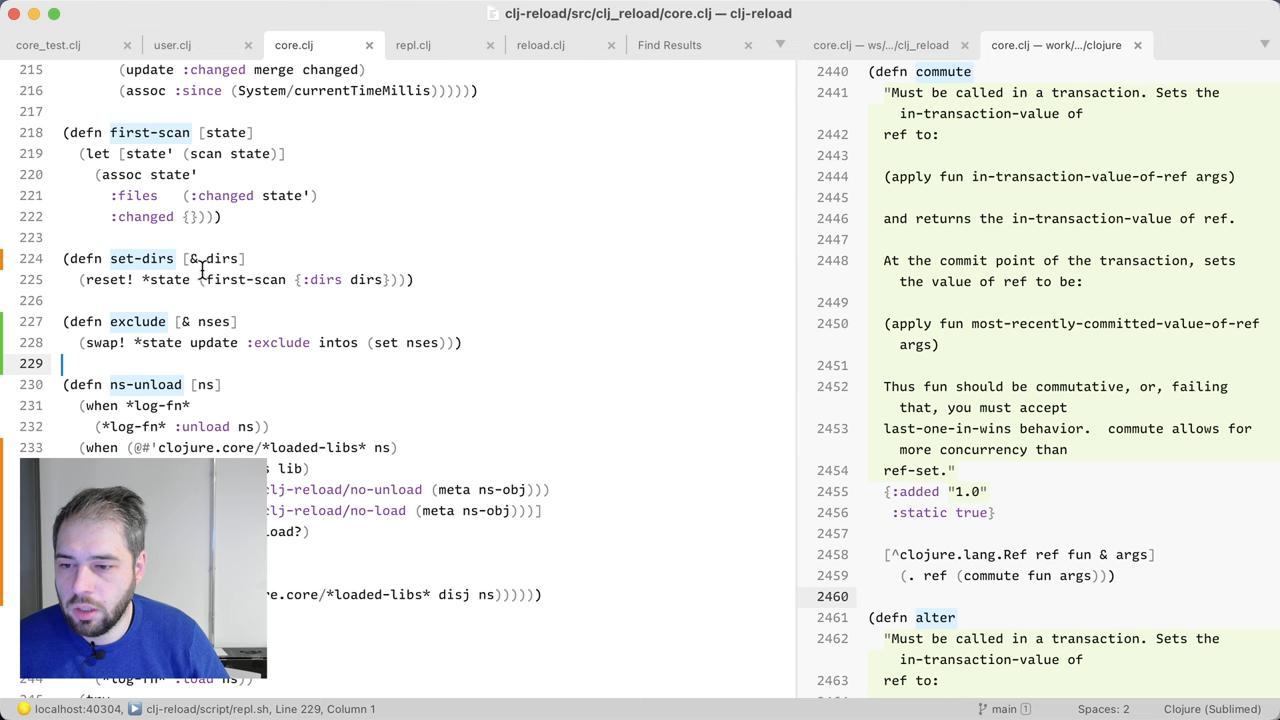 clj-reload/src/clj_reload/core.clj — clj-reload
core_test.clj × user.clj × core.clj × repl.clj × reload.clj × Find Results ×
215 (update :changed merge changed)
216 (assoc :since (System/currentTimeMillis))))))
217
218 (defn first-scan [state]
219 (let [state' (scan state)]
220 (assoc state'
221 :files (:changed state')
222 :changed {})))
223
224 (defn set-dirs [& dirs]
225 (reset! *state (first-scan {:dirs dirs})))
226
227 (defn exclude [& nses]
228 (swap! *state update :exclude intos (set nses)))
229
230 (defn ns-unload [ns]
231 (when *log-fn*
232 (*log-fn* :unload ns))
233 (when (@#'clojure.core/*loaded-libs* ns)
lib)
clj-reload/no-unload (meta ns-obj)))
clj-reload/no-load (meta ns-obj)))]
oad?)
re.core/*loaded-libs* disj ns)))))
244 (*log-fn* :load ns))
core.clj — ws/…/clj_reload × core.clj — work/…/clojure ×
2440 (defn commute
2441 "Must be called in a transaction. Sets the
in-transaction-value of
2442 ref to:
2443
2444 (apply fun in-transaction-value-of-ref args)
2445
2446 and returns the in-transaction-value of ref.
2447
2448 At the commit point of the transaction, sets
the value of ref to be:
2449
2450 (apply fun most-recently-committed-value-of-ref
args)
2451
2452 Thus fun should be commutative, or, failing
that, you must accept
2453 last-one-in-wins behavior.  commute allows for
more concurrency than
2454 ref-set."
2455 {:added "1.0"
2456 :static true}
2457
2458 [^clojure.lang.Ref ref fun & args]
2459 (. ref (commute fun args)))
2460
2461 (defn alter
2462 "Must be called in a transaction. Sets the
in-transaction-value of
2463 ref to:
localhost:40304, clj-reload/script/repl.sh, Line 229, Column 1
main 1 Spaces: 2 Clojure (Sublimed)